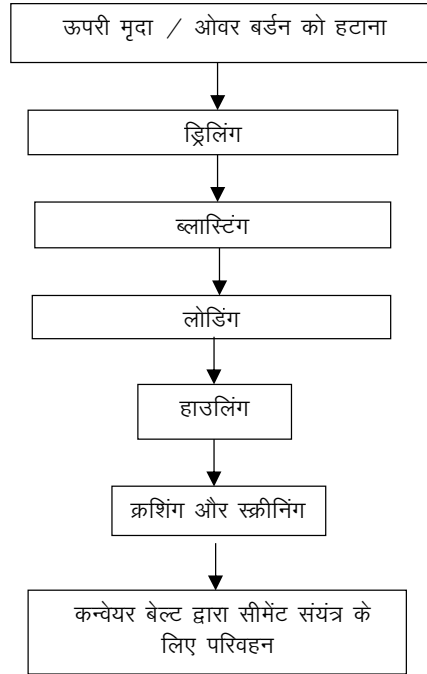 ऊपरी मृदा / ओवर बर्डन को हटाना
ड्रिलिंग
ब्लास्टिंग
लोडिंग
हाउलिंग
क्रशिंग और स्क्रीनिंग
कन्वेयर बेल्ट द्वारा सीमेंट संयंत्र के
लिए परिवहन